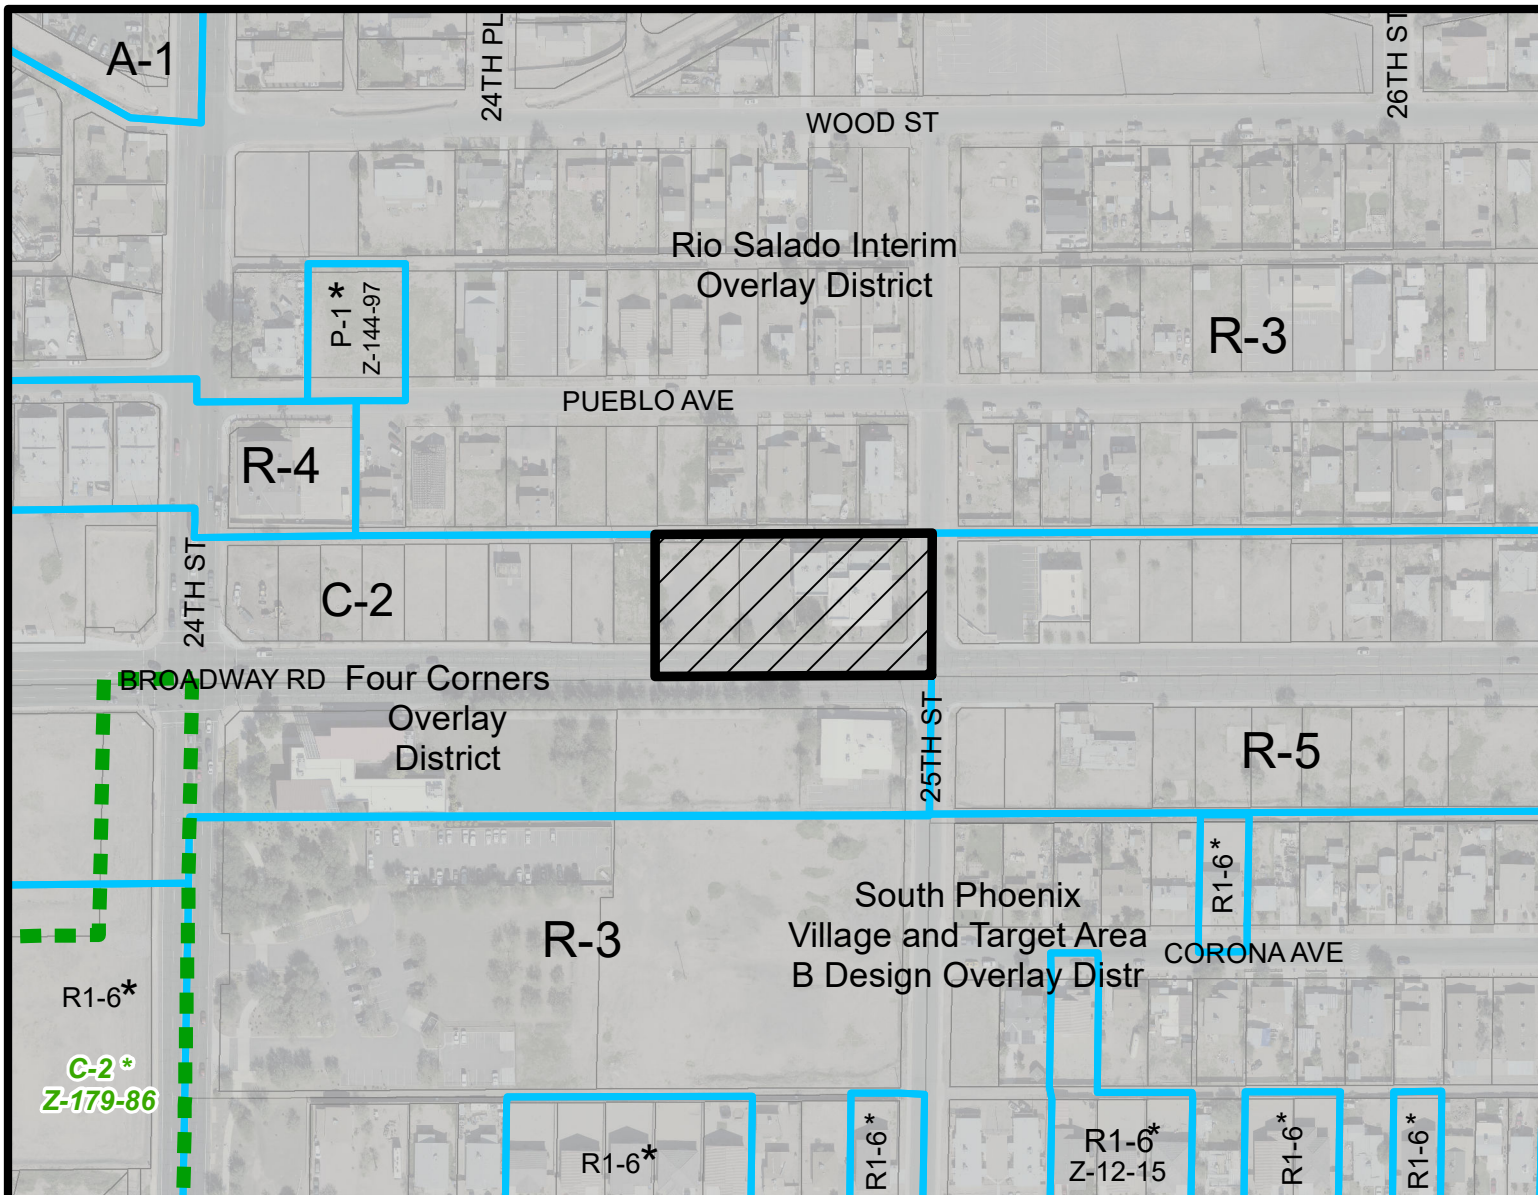 A-1
24TH PL
26TH ST
WOOD ST
Rio Salado Interim
Overlay District
P-1 *
Z-144-97
R-3
PUEBLO AVE
R-4
24TH ST
C-2
BROADWAY RD
Four Corners
Overlay
District
25TH ST
R-5
R1-6*
South Phoenix
Village and Target Area
B Design Overlay Distr
CORONA AVE
R-3
R1-6*
C-2 *
Z-179-86
R1-6*
R1-6*
R1-6*
Z-12-15
R1-6*
R1-6*